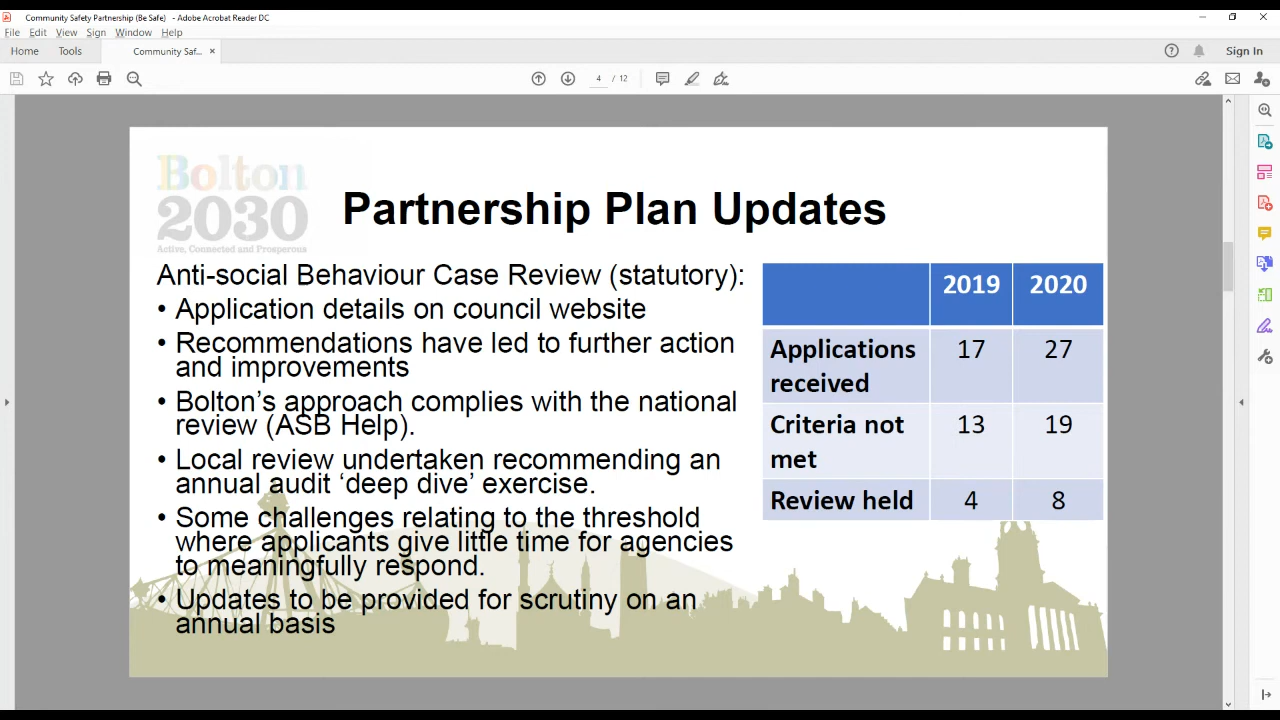 Community Safety Partnership (Be Safe) - Adobe Acrobat Reader DC
File Edit View Sign Window Help
Home Tools Community Saf... ×
Sign In
4 / 12
Bolton
2030
Active, Connected and Prosperous
Partnership Plan Updates
Anti-social Behaviour Case Review (statutory):
• Application details on council website
• Recommendations have led to further action
and improvements
• Bolton’s approach complies with the national
review (ASB Help).
• Local review undertaken recommending an
annual audit ‘deep dive’ exercise.
• Some challenges relating to the threshold
where applicants give little time for agencies
to meaningfully respond.
• Updates to be provided for scrutiny on an
annual basis
2019 2020
Applications
received 17 27
Criteria not
met 13 19
Review held 4 8